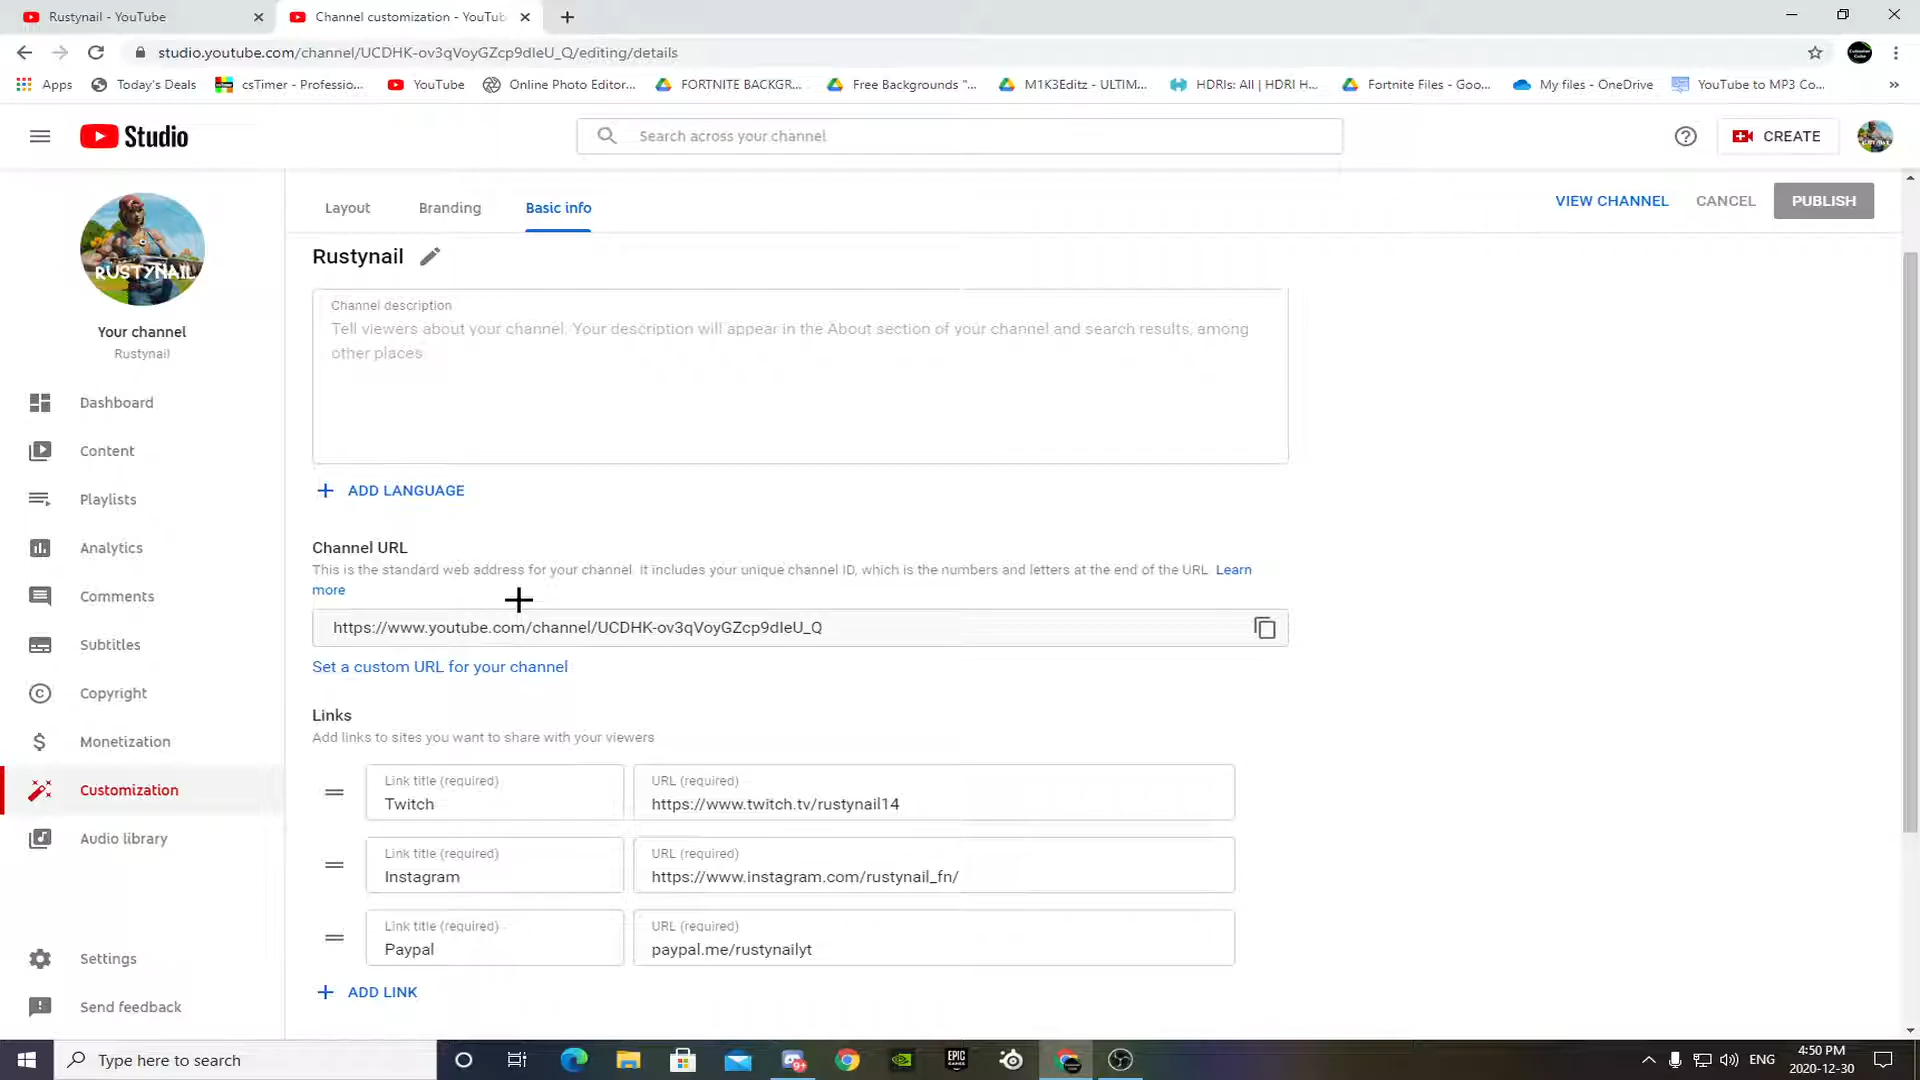 Rustynail - YouTube
Channel customization - YouTub
studio.youtube.com/channel/UCDHK-ov3qVoyGZcp9dIeU_Q/editing/details
Apps
Today's Deals
csTimer - Professio...
YouTube
Online Photo Editor...
FORTNITE BACKGR...
Free Backgrounds "...
M1K3Editz - ULTIM...
HDRIs: All | HDRI H...
Fortnite Files - Goo...
My files - OneDrive
YouTube to MP3 Co...
Studio
Search across your channel
CREATE
RUSTYNAIL
Your channel
Rustynail
Dashboard
Content
Playlists
Analytics
Comments
Subtitles
Copyright
Monetization
Customization
Audio library
Settings
Send feedback
Layout
Branding
Basic info
VIEW CHANNEL
CANCEL
PUBLISH
Rustynail
Channel description
Tell viewers about your channel. Your description will appear in the About section of your channel and search results, among
other places
ADD LANGUAGE
Channel URL
This is the standard web address for your channel. It includes your unique channel ID, which is the numbers and letters at the end of the URL. Learn
more
https://www.youtube.com/channel/UCDHK-ov3qVoyGZcp9dIeU_Q
Set a custom URL for your channel
Links
Add links to sites you want to share with your viewers
Link title (required)
Twitch
URL (required)
https://www.twitch.tv/rustynail14
Link title (required)
Instagram
URL (required)
https://www.instagram.com/rustynail_fn/
Link title (required)
Paypal
URL (required)
paypal.me/rustynailyt
ADD LINK
Type here to search
EPIC
GAMES
ENG
4:50 PM
2020-12-30